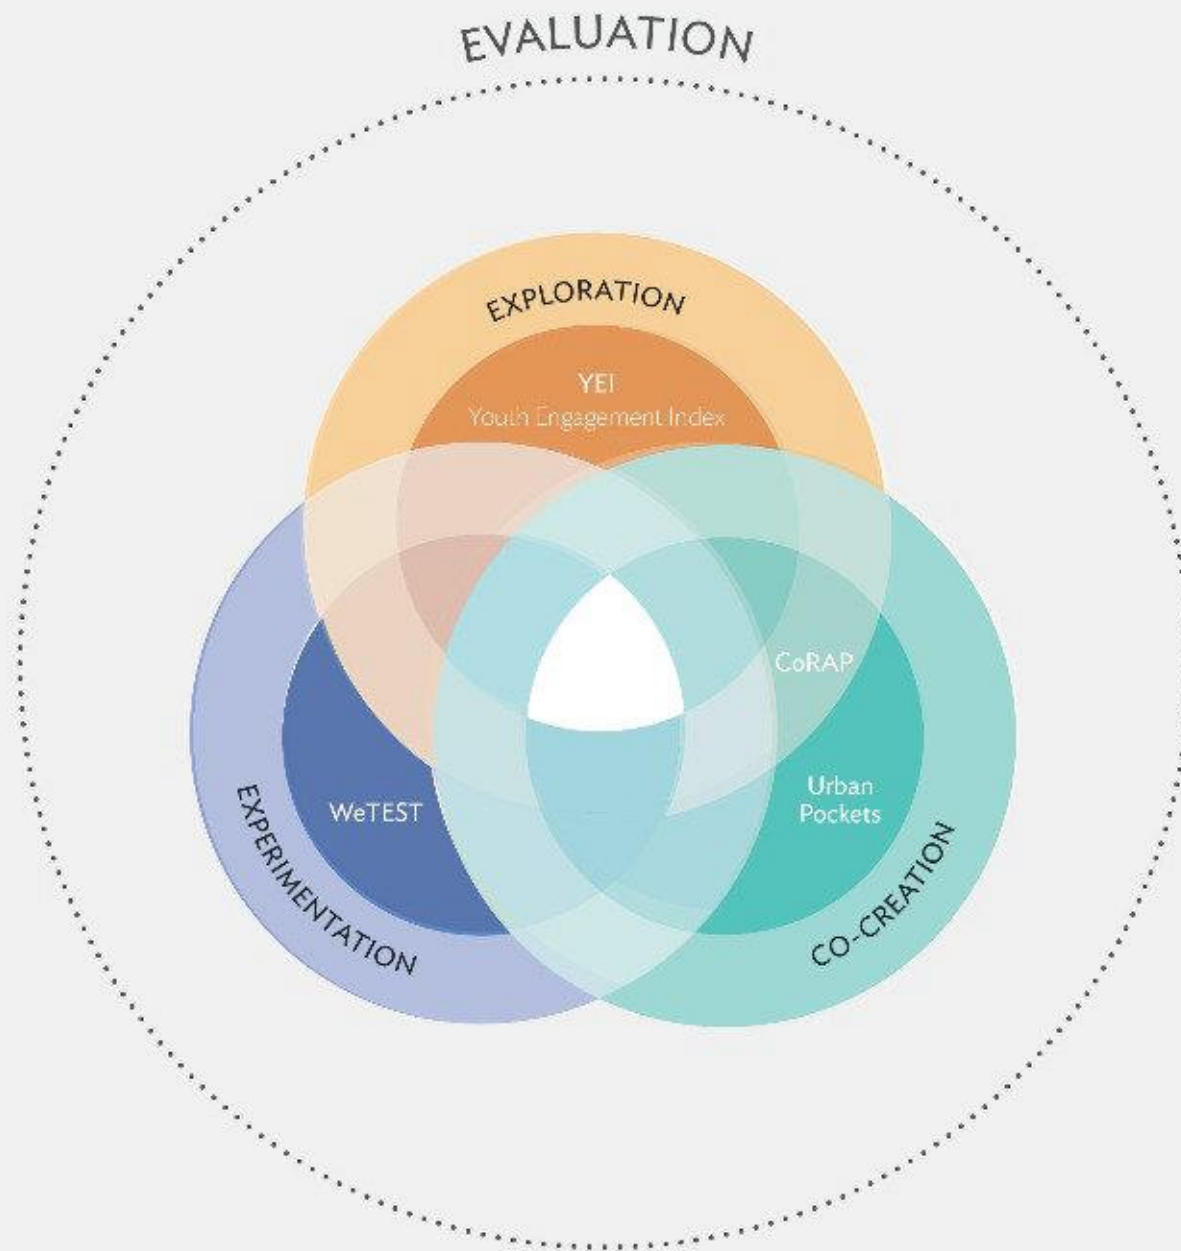 EVALUATION
EXPLORATION
YEI
Youth Engagement Index
CoRAP
Urban
Pockets
WeTEST
EXPERIMENTATION
CO-CREATION